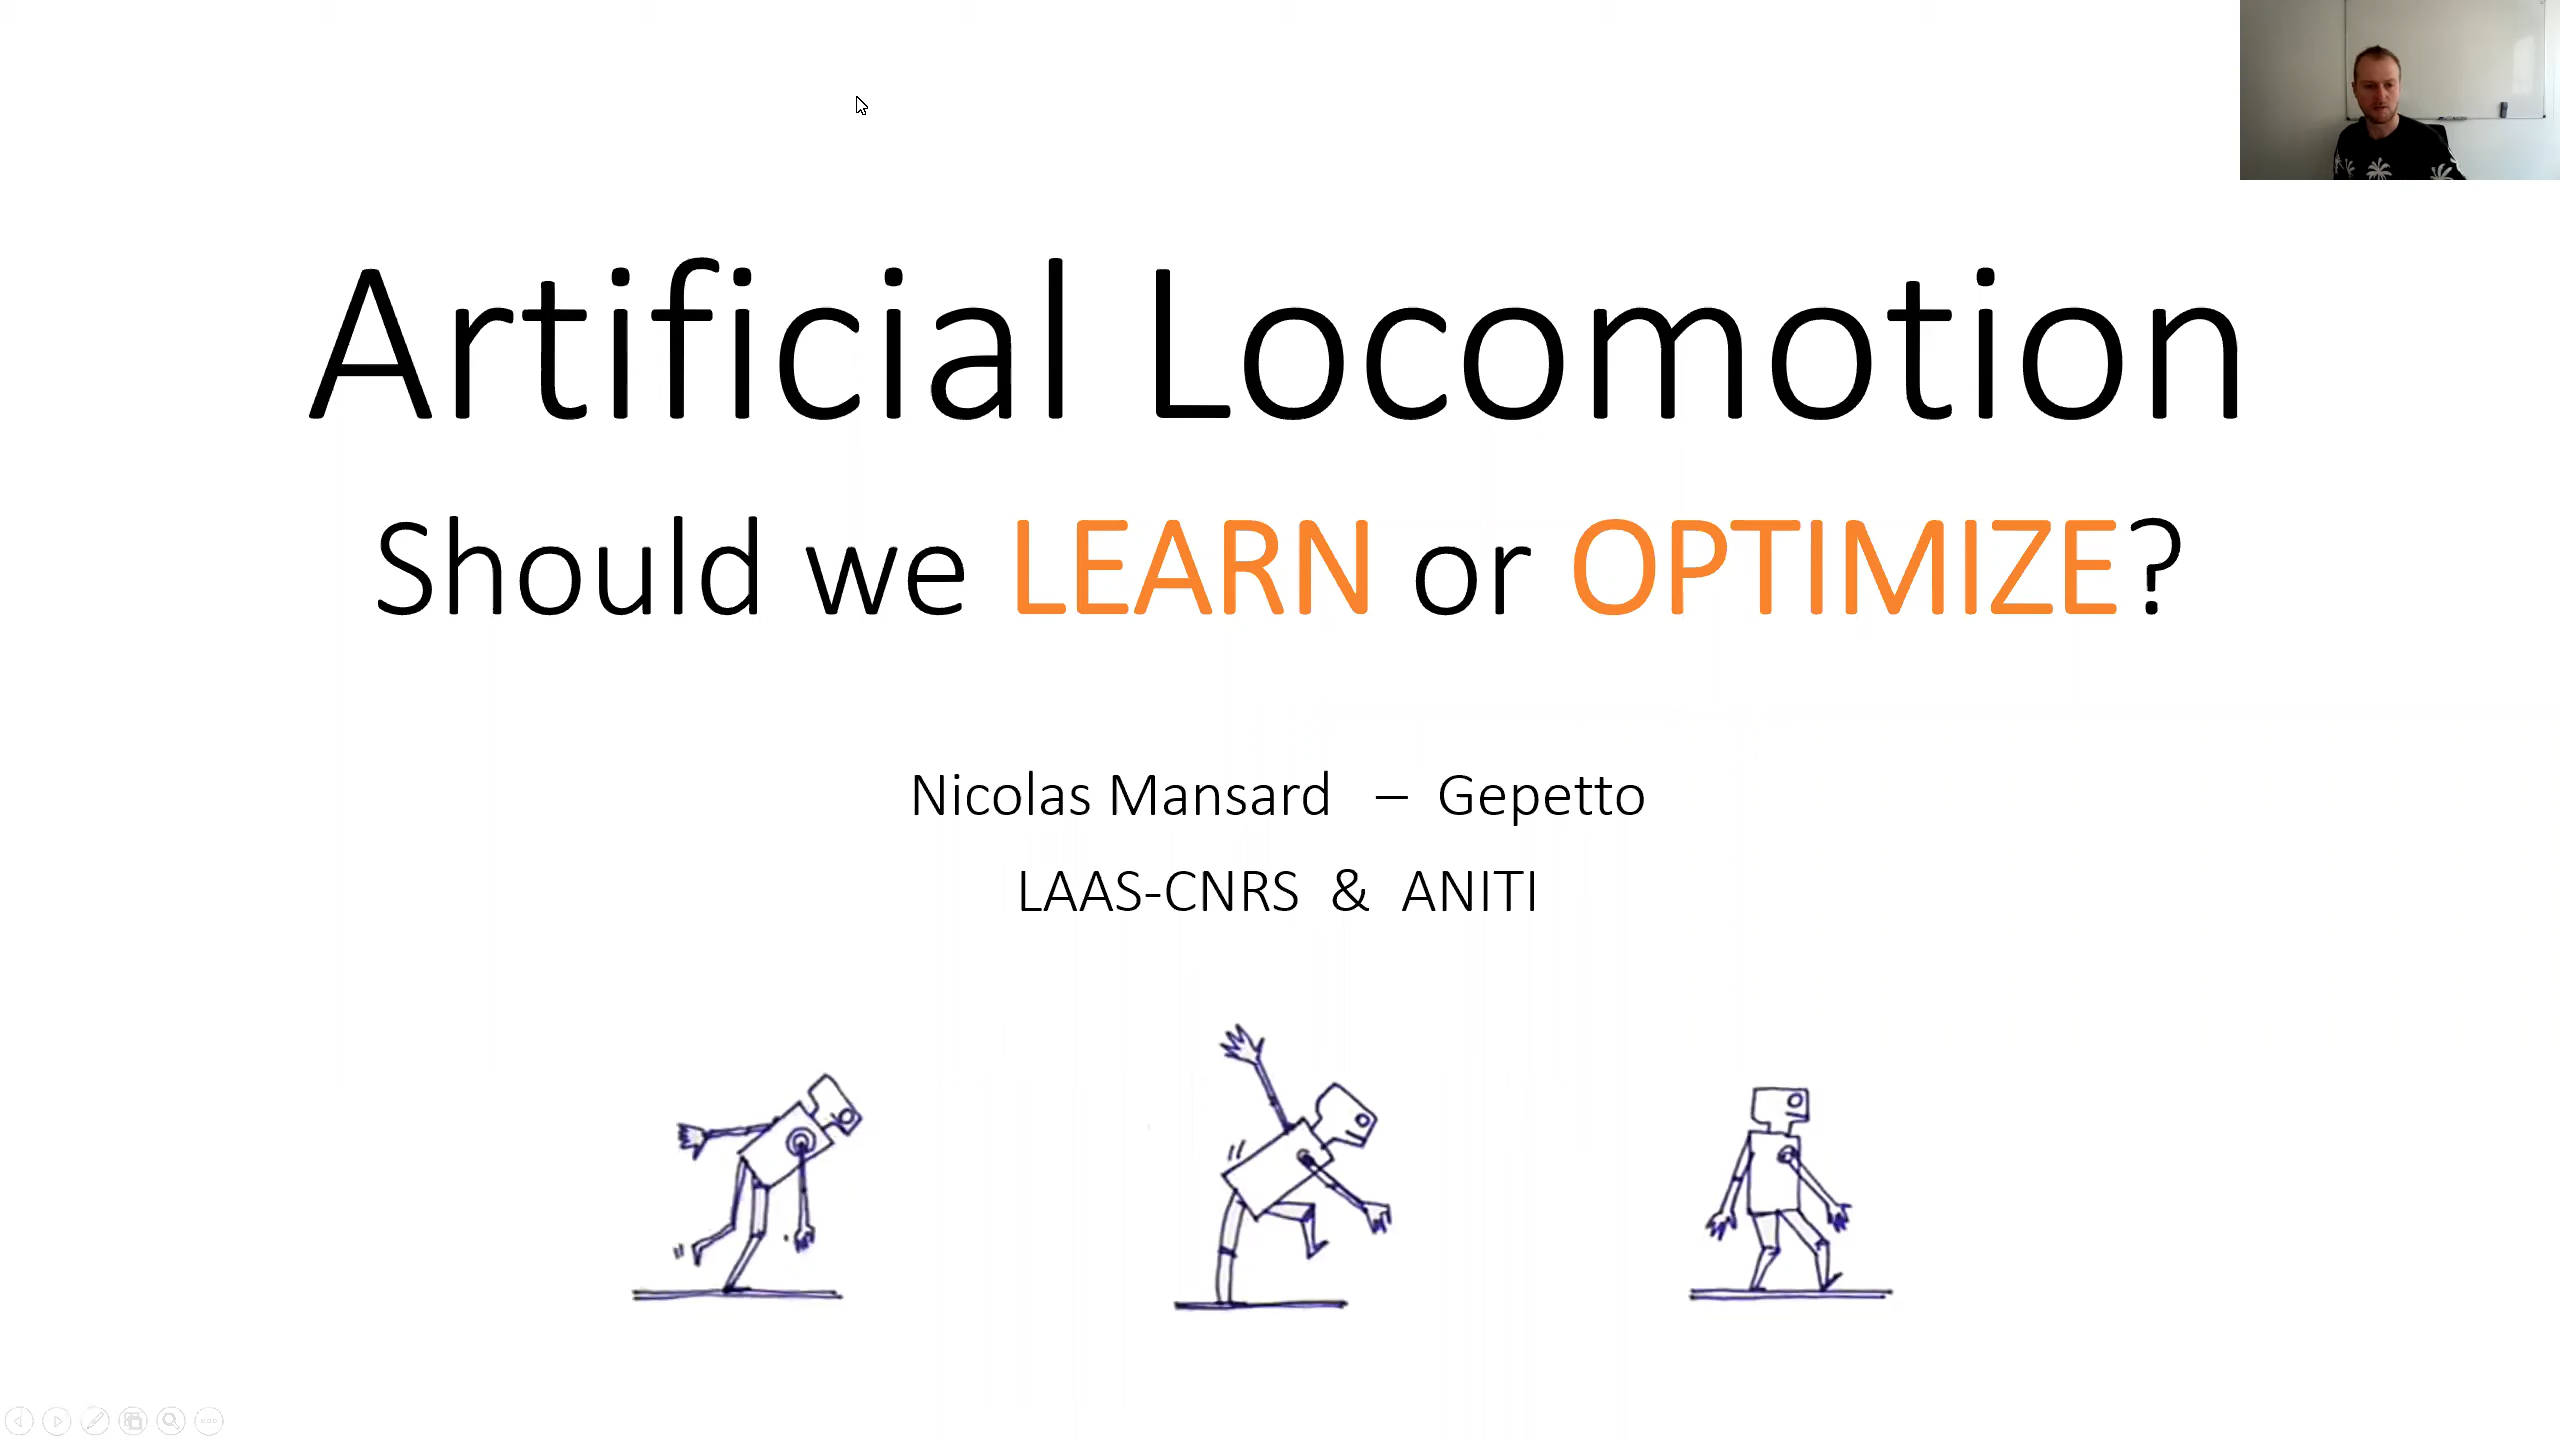 Artificial Locomotion
Should we LEARN or OPTIMIZE?
Nicolas Mansard – Gepetto
LAAS-CNRS & ANITI